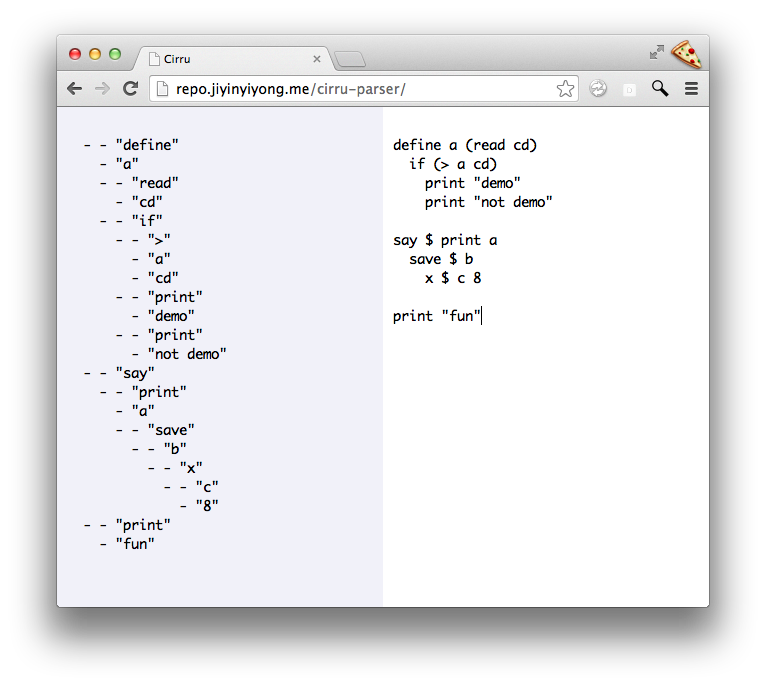 Cirru
repo.jiyinyiyong.me/cirru-parser/
- - "define"
  - "a"
  - - "read"
    - "cd"
  - - "if"
    - - ">"
      - "a"
      - "cd"
    - - "print"
      - "demo"
    - - "print"
      - "not demo"
- - "say"
  - - "print"
    - "a"
    - - "save"
      - - "b"
        - - "x"
          - - "c"
            - "8"
- - "print"
  - "fun"
define a (read cd)
  if (> a cd)
    print "demo"
    print "not demo"
say $ print a
  save $ b
    x $ c 8
print "fun"